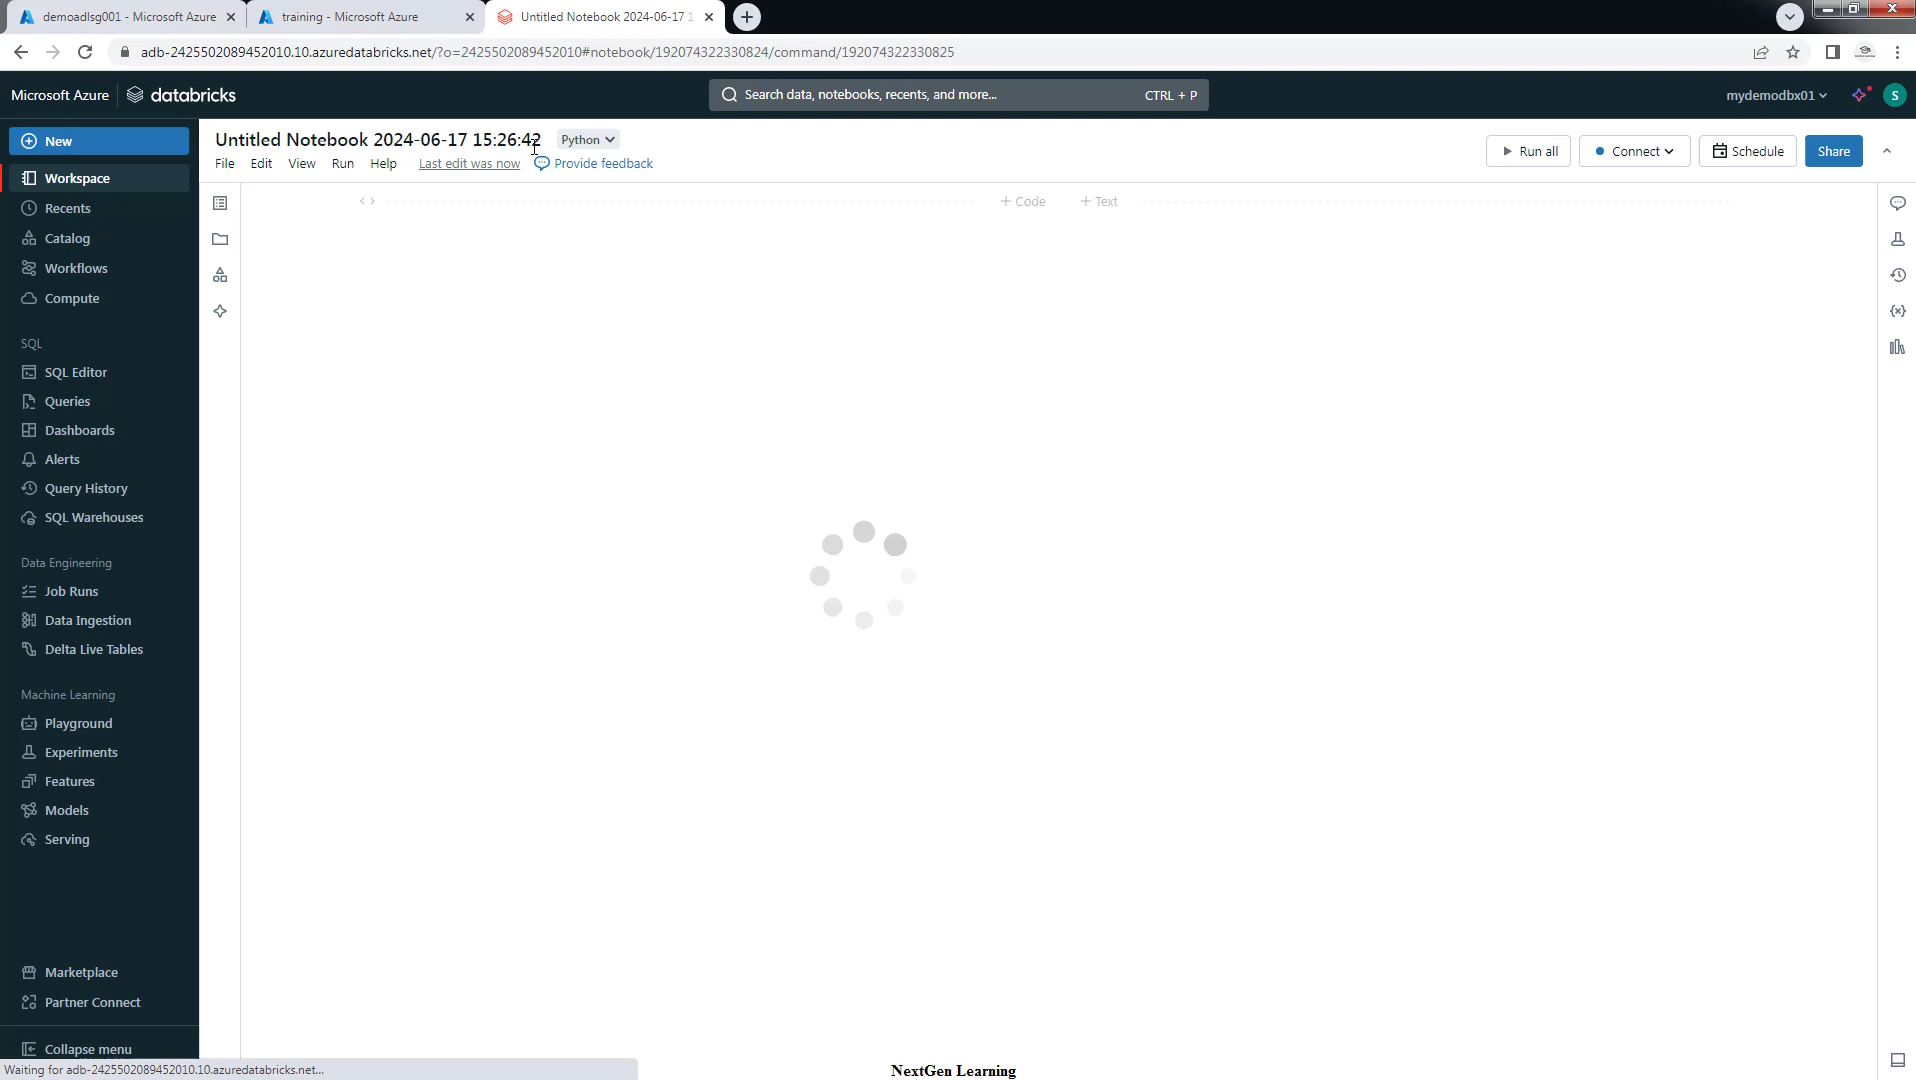 demoadlsg001 - Microsoft Azure
training - Microsoft Azure
Untitled Notebook 2024-06-17 1
adb-2425502089452010.10.azuredatabricks.net/?o=2425502089452010#notebook/192074322330824/command/192074322330825
Microsoft Azure databricks
Search data, notebooks, recents, and more... CTRL + P
mydemodbx01 S
New
Workspace
Recents
Catalog
Workflows
Compute
SQL
SQL Editor
Queries
Dashboards
Alerts
Query History
SQL Warehouses
Data Engineering
Job Runs
Data Ingestion
Delta Live Tables
Machine Learning
Playground
Experiments
Features
Models
Serving
Marketplace
Partner Connect
Collapse menu
Untitled Notebook 2024-06-17 15:26:42 Python
File Edit View Run Help Last edit was now Provide feedback
Run all Connect Schedule Share
+ Code + Text
Waiting for adb-2425502089452010.10.azuredatabricks.net...
NextGen Learning